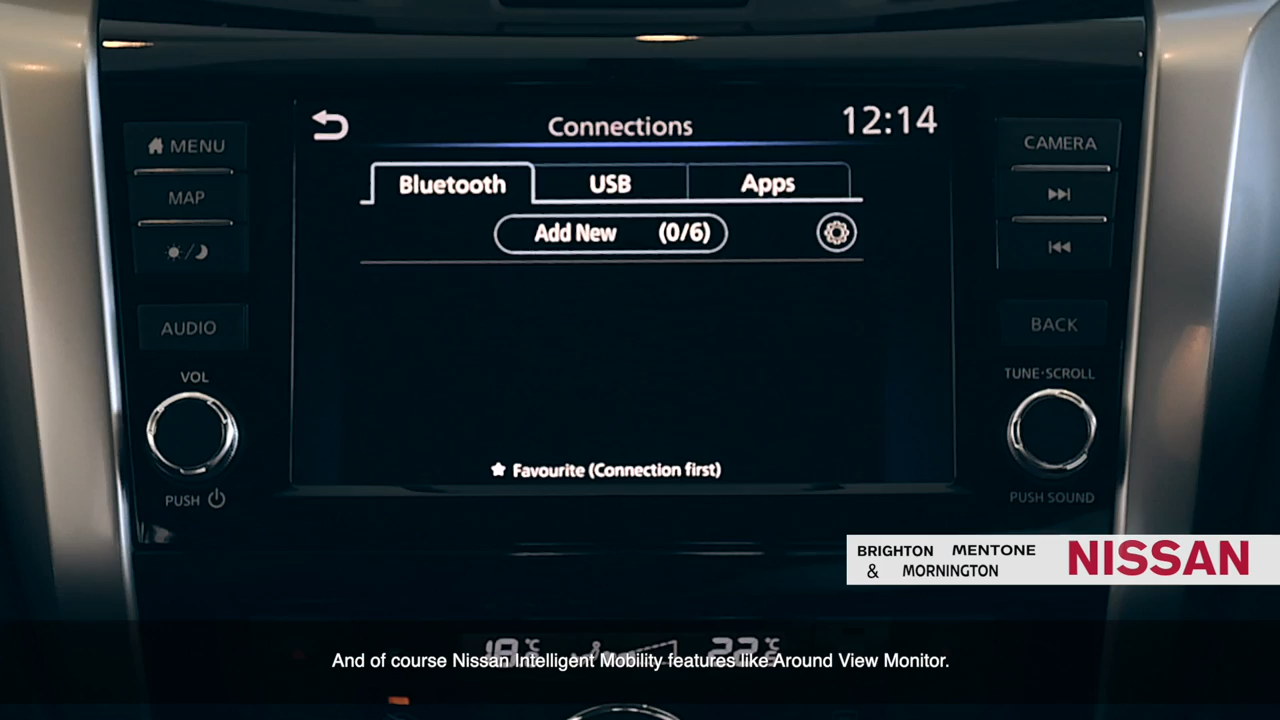 Connections
12:14
Bluetooth
USB
Apps
Add New (0/6)
Favourite (Connection first)
MENU
MAP
AUDIO
VOL
PUSH
CAMERA
BACK
TUNE·SCROLL
PUSH SOUND
BRIGHTON MENTONE
& MORNINGTON
NISSAN
18°C
22°C
And of course Nissan Intelligent Mobility features like Around View Monitor.